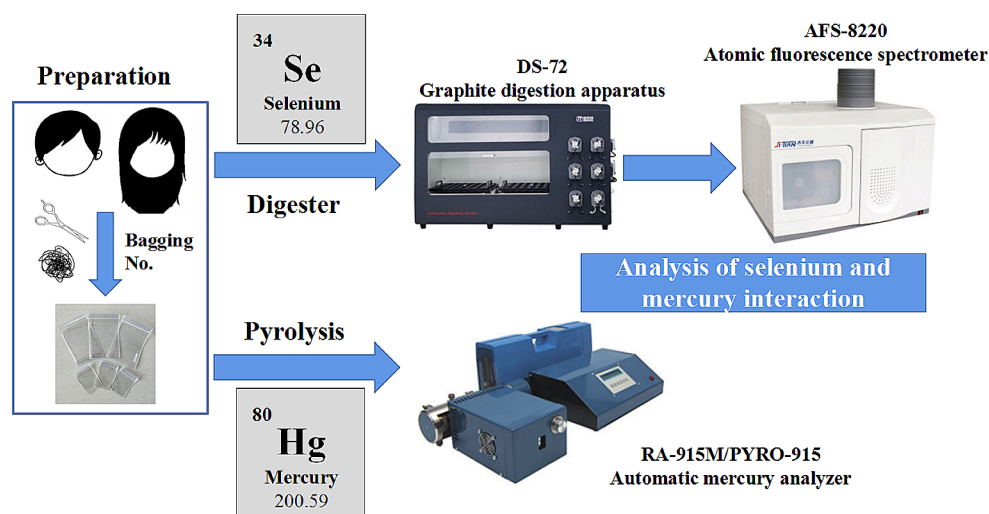 Preparation
Bagging
No.
34
Se
Selenium
78.96
Digester
DS-72
Graphite digestion apparatus
AFS-8220
Atomic fluorescence spectrometer
JiTIAN
Analysis of selenium and
mercury interaction
Pyrolysis
80
Hg
Mercury
200.59
RA-915M/PYRO-915
Automatic mercury analyzer